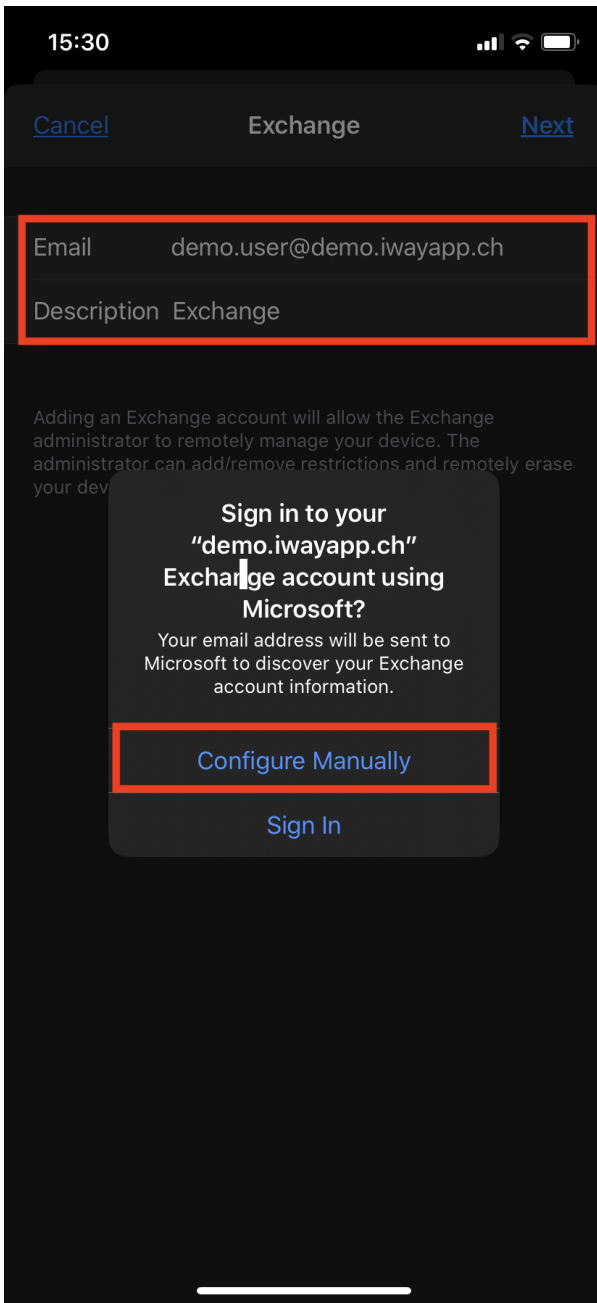 15:30
Cancel Exchange Next
Email demo.user@demo.iwayapp.ch
Description Exchange
Adding an Exchange account will allow the Exchange
administrator to remotely manage your device. The
administrator can add/remove restrictions and remotely erase
your dev
Sign in to your
“demo.iwayapp.ch”
Exchange account using
Microsoft?
Your email address will be sent to
Microsoft to discover your Exchange
account information.
Configure Manually
Sign In